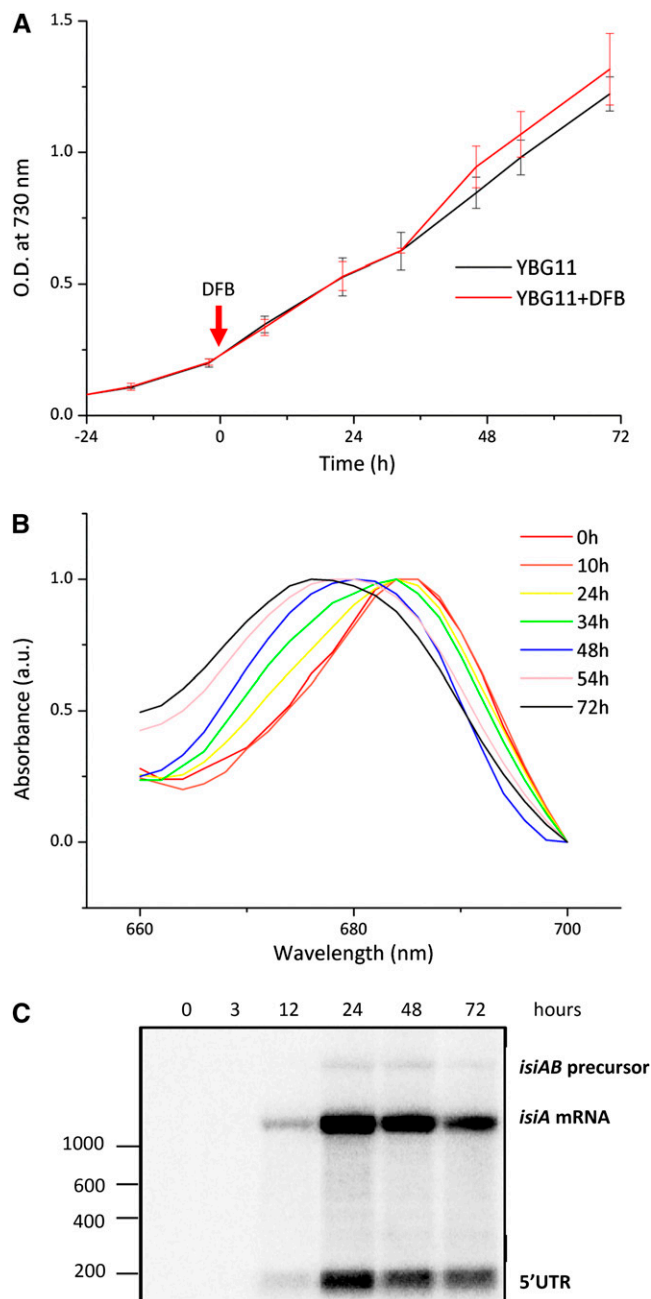 A
1.5
1.0
0.5
0.0
O.D. at 730 nm
DFB
YBG11
YBG11+DFB
-24
0
24
48
72
Time (h)
B
1.0
0.5
0.0
Absorbance (a.u.)
0h
10h
24h
34h
48h
54h
72h
660
680
700
Wavelength (nm)
C
0 3 12 24 48 72 hours
isiAB precursor
isiA mRNA
1000
600
400
200
5'UTR